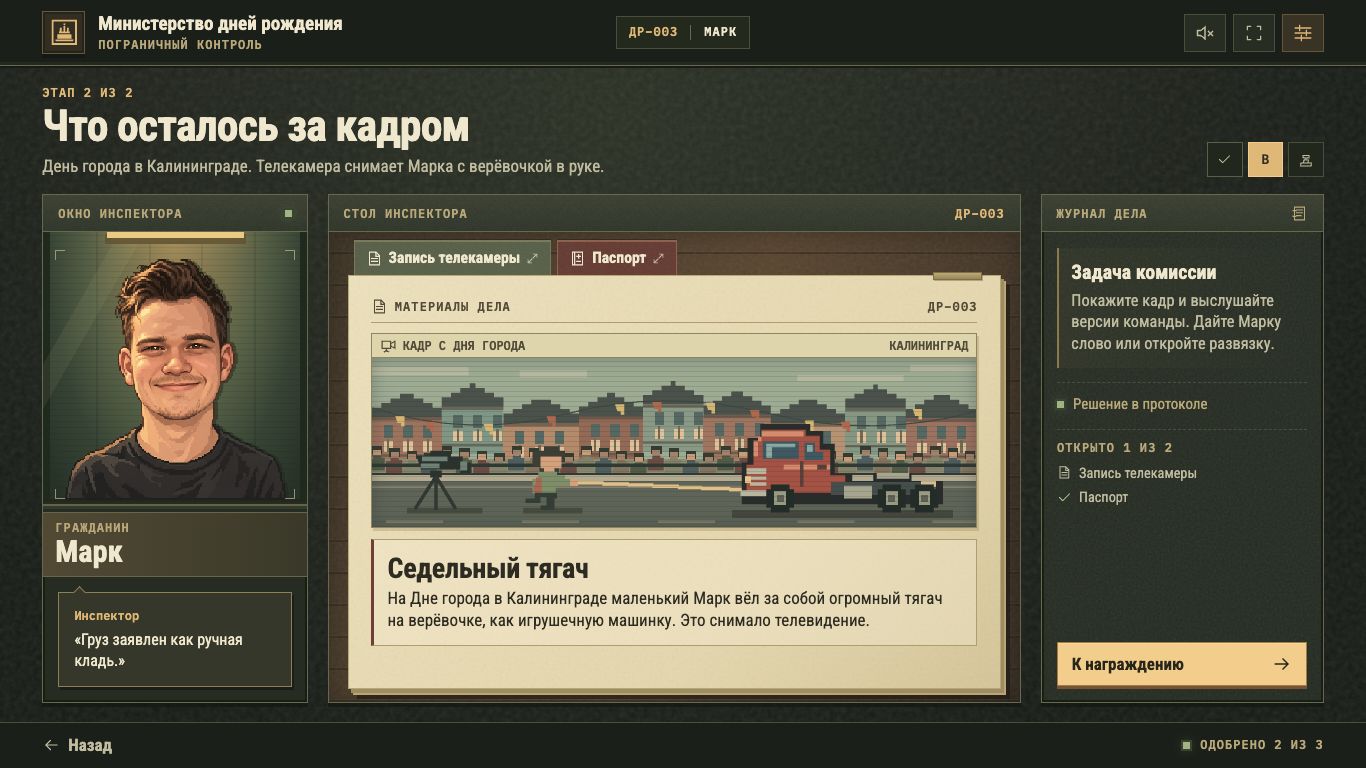 Министерство дней рождения
ПОГРАНИЧНЫЙ КОНТРОЛЬ
ДР-003 МАРК
ЭТАП 2 ИЗ 2
Что осталось за кадром
День города в Калининграде. Телекамера снимает Марка с верёвочкой в руке.
В
ОКНО ИНСПЕКТОРА
ГРАЖДАНИН
Марк
Инспектор
«Груз заявлен как ручная
кладь.»
СТОЛ ИНСПЕКТОРА
ДР-003
Запись телекамеры
Паспорт
МАТЕРИАЛЫ ДЕЛА
ДР-003
КАДР С ДНЯ ГОРОДА
КАЛИНИНГРАД
Седельный тягач
На Дне города в Калининграде маленький Марк вёл за собой огромный тягач
на верёвочке, как игрушечную машинку. Это снимало телевидение.
ЖУРНАЛ ДЕЛА
Задача комиссии
Покажите кадр и выслушайте
версии команды. Дайте Марку
слово или откройте развязку.
Решение в протоколе
ОТКРЫТО 1 ИЗ 2
Запись телекамеры
Паспорт
К награждению
Назад
ОДОБРЕНО 2 ИЗ 3